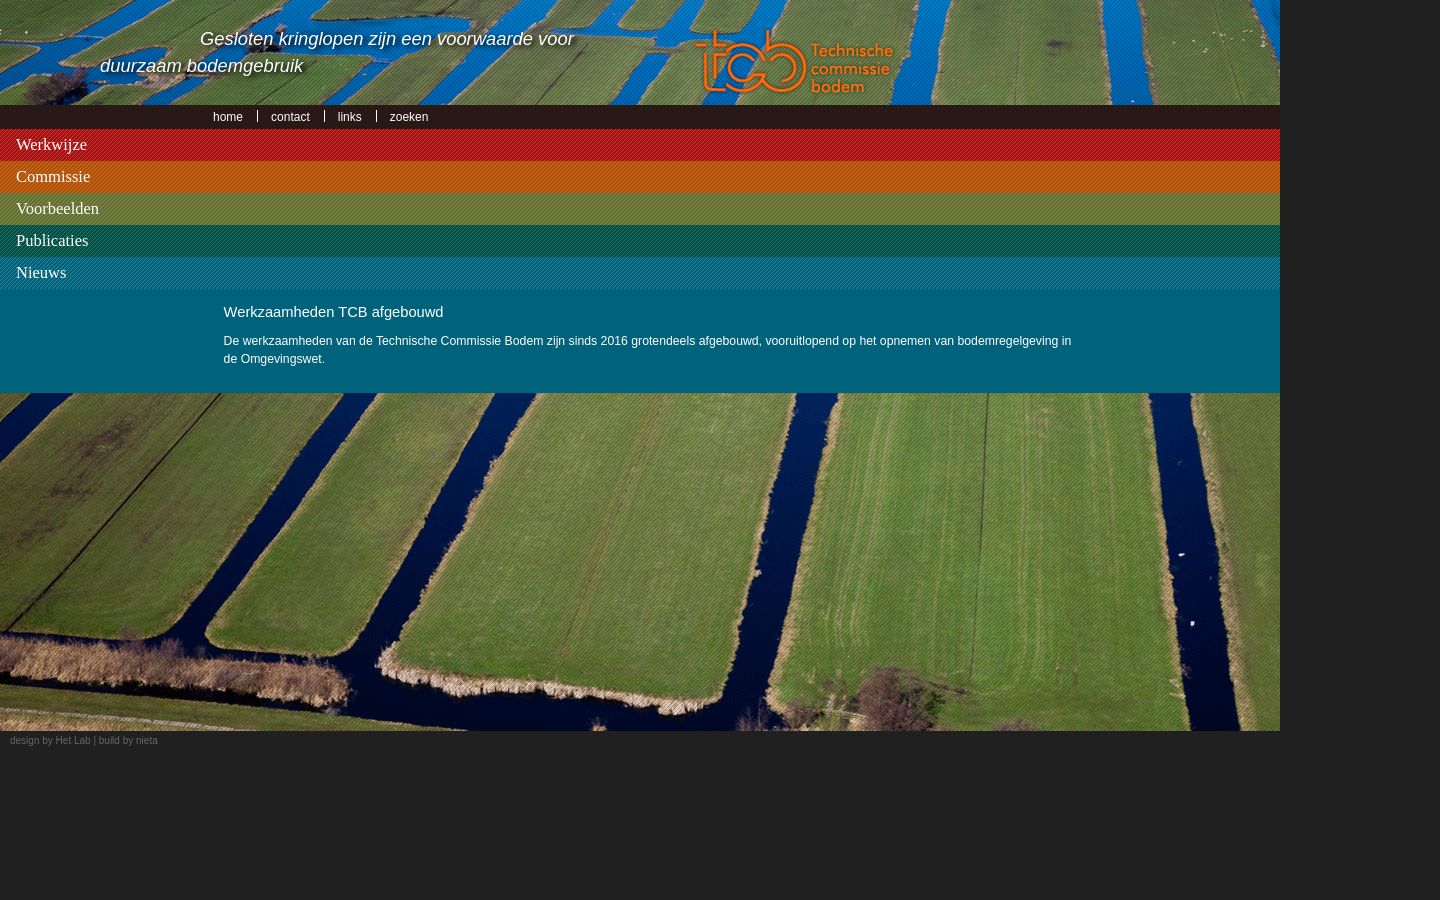 Gesloten kringlopen zijn een voorwaarde voor
duurzaam bodemgebruik
tcb Technische
commissie
bodem
home contact links zoeken
Werkwijze
Commissie
Voorbeelden
Publicaties
Nieuws
Werkzaamheden TCB afgebouwd
De werkzaamheden van de Technische Commissie Bodem zijn sinds 2016 grotendeels afgebouwd, vooruitlopend op het opnemen van bodemregelgeving in
de Omgevingswet.
design by Het Lab | build by nieta